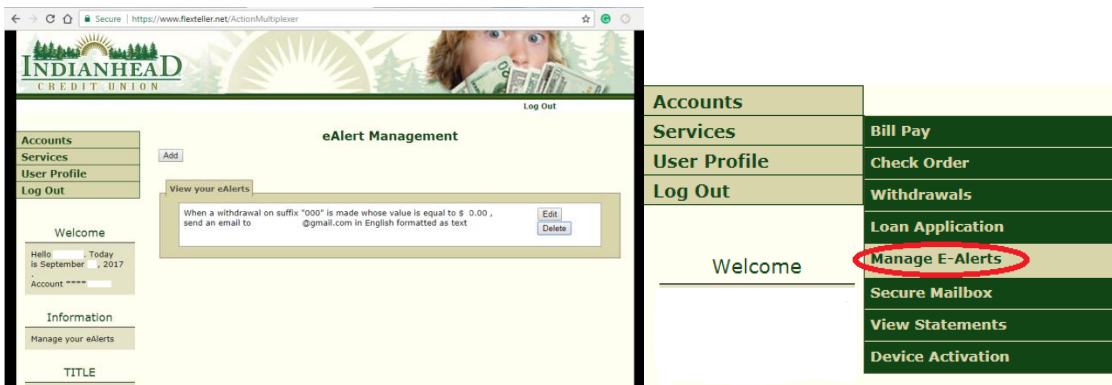 Secure | https://www.flexteller.net/ActionMultiplexer
INDIANHEAD
CREDIT UNION
Log Out
Accounts
Services
User Profile
Log Out
Welcome
Hello . Today
is September , 2017
.
Account ****
Information
Manage your eAlerts
TITLE
eAlert Management
Add
View your eAlerts
When a withdrawal on suffix "000" is made whose value is equal to $ 0.00 ,
send an email to @gmail.com in English formatted as text
Edit
Delete
Accounts
Services
User Profile
Log Out
Welcome
Bill Pay
Check Order
Withdrawals
Loan Application
Manage E-Alerts
Secure Mailbox
View Statements
Device Activation